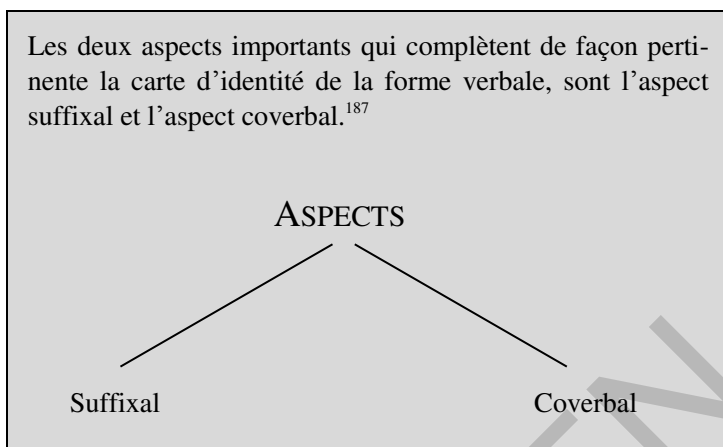 Les deux aspects importants qui complètent de façon perti-
nente la carte d’identité de la forme verbale, sont l’aspect
suffixal et l’aspect coverbal.187
ASPECTS
Suffixal Coverbal